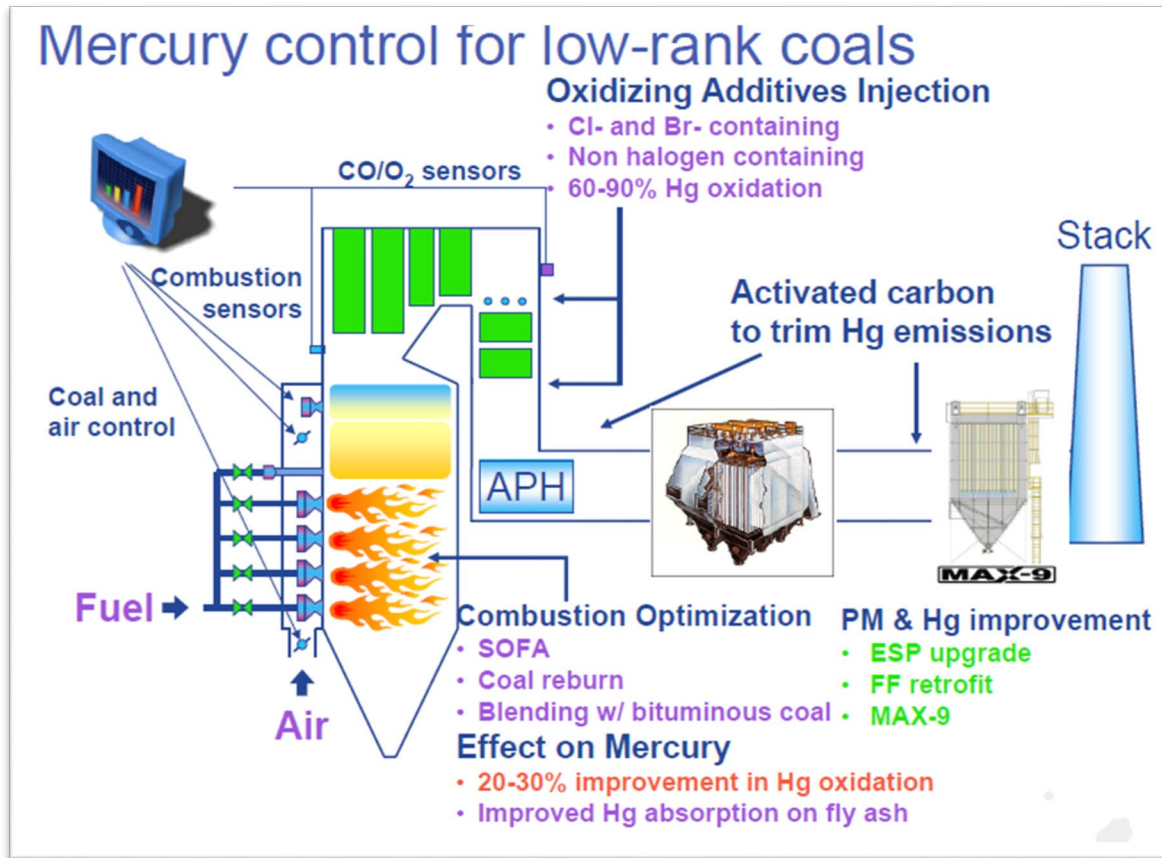 Mercury control for low-rank coals
Oxidizing Additives Injection
• Cl- and Br- containing
• Non halogen containing
• 60-90% Hg oxidation
CO/O₂ sensors
Stack
Combustion
sensors
Activated carbon
to trim Hg emissions
Coal and
air control
APH
MAX-9
Fuel
Air
Combustion Optimization
• SOFA
• Coal reburn
• Blending w/ bituminous coal
Effect on Mercury
• 20-30% improvement in Hg oxidation
• Improved Hg absorption on fly ash
PM & Hg improvement
• ESP upgrade
• FF retrofit
• MAX-9